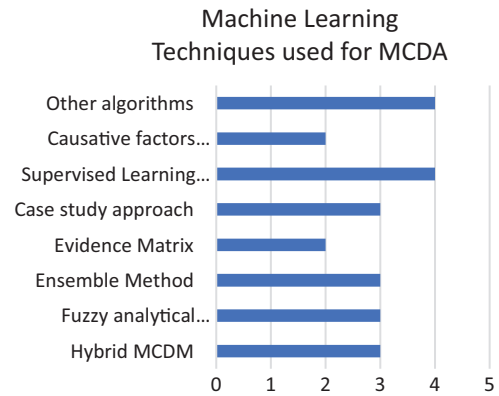 Machine Learning
Techniques used for MCDA
Other algorithms
Causative factors...
Supervised Learning...
Case study approach
Evidence Matrix
Ensemble Method
Fuzzy analytical...
Hybrid MCDM
0 1 2 3 4 5